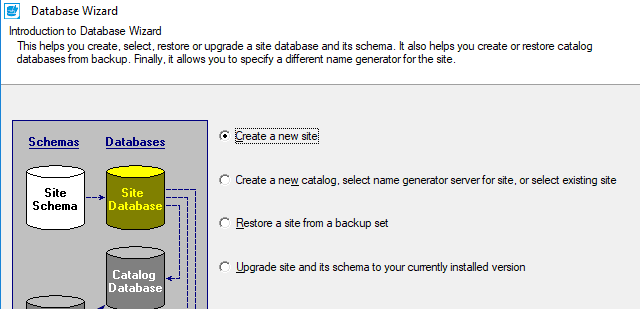 Database Wizard
Introduction to Database Wizard
This helps you create, select, restore or upgrade a site database and its schema. It also helps you create or restore catalog
databases from backup. Finally, it allows you to specify a different name generator for the site.
Schemas
Databases
Site
Schema
Site
Database
Catalog
Database
Create a new site
Create a new catalog, select name generator server for site, or select existing site
Restore a site from a backup set
Upgrade site and its schema to your currently installed version